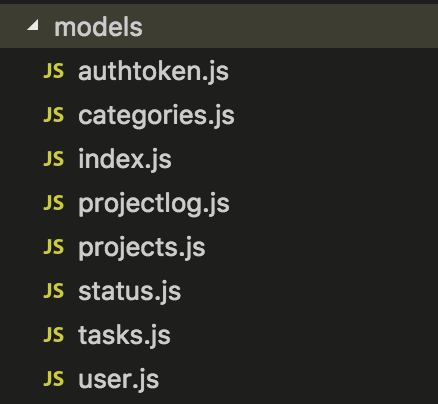 models
JS authtoken.js
JS categories.js
JS index.js
JS projectlog.js
JS projects.js
JS status.js
JS tasks.js
JS user.js